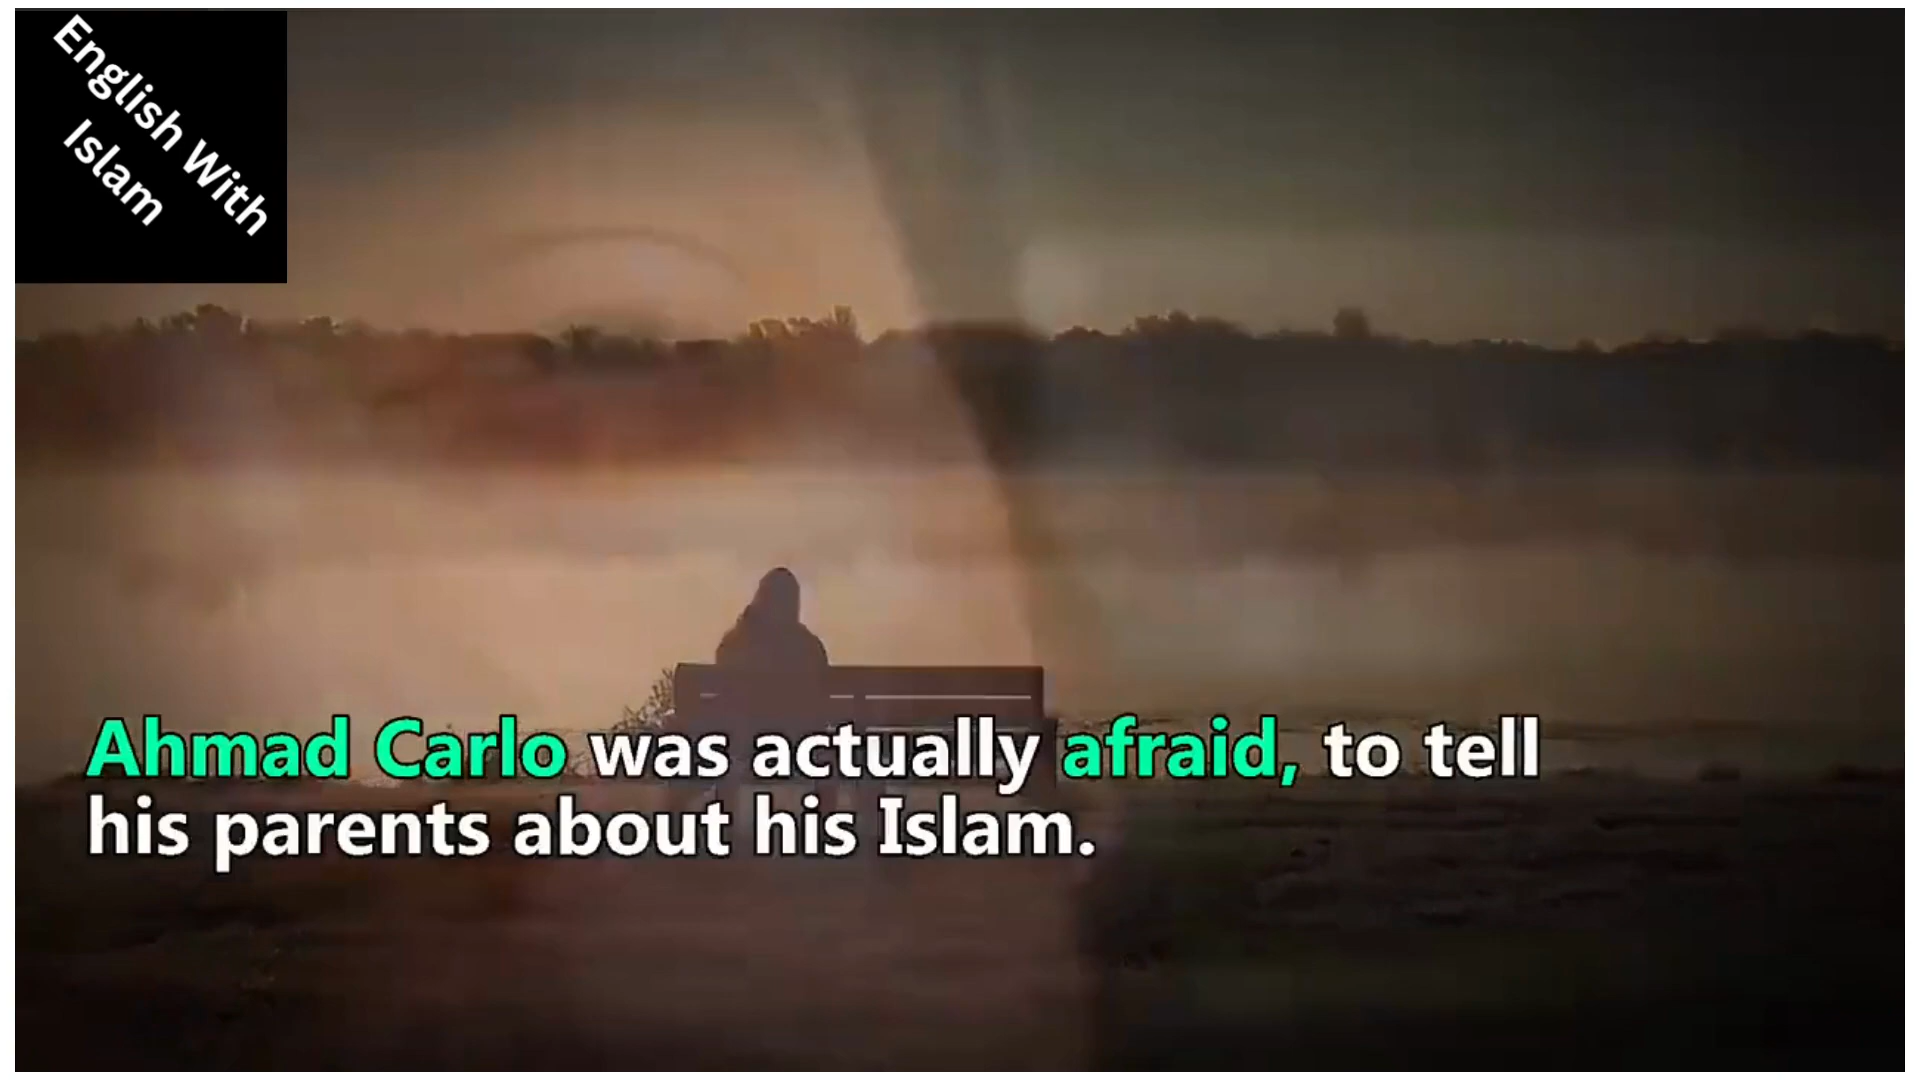 English With
Islam
Ahmad Carlo was actually afraid, to tell
his parents about his Islam.